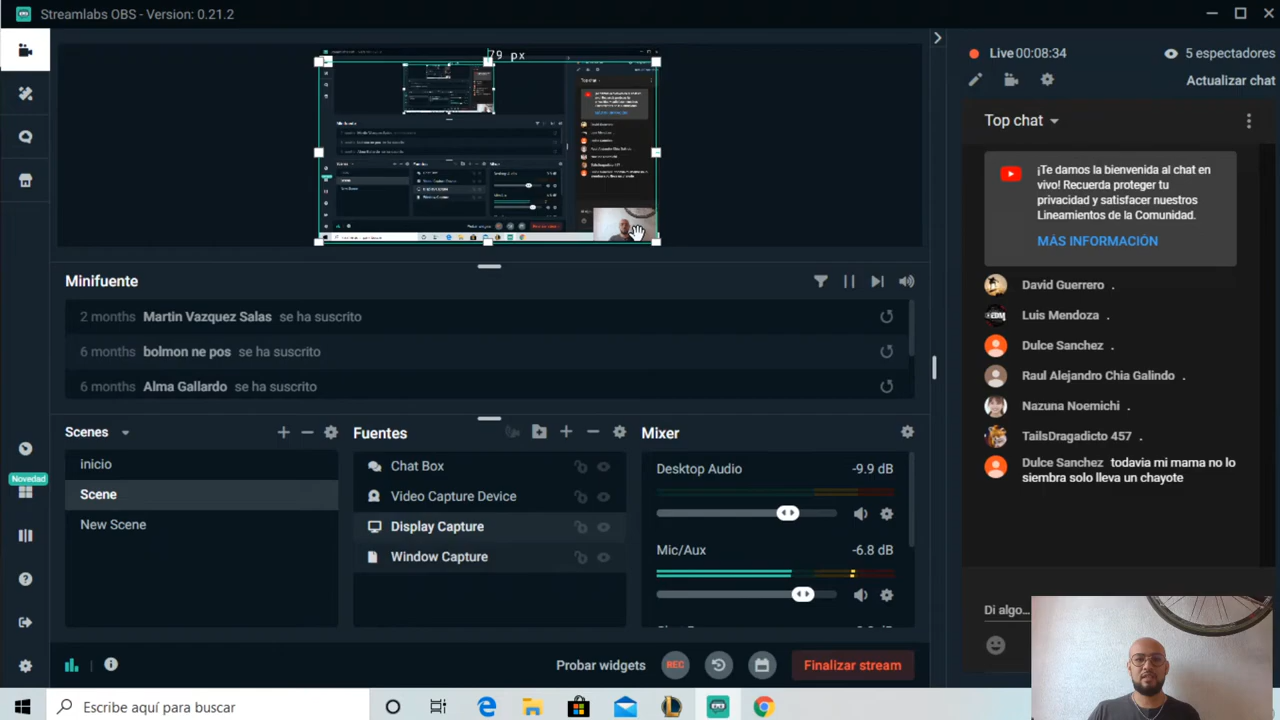 Streamlabs OBS - Version: 0.21.2
79 px
Live 00:08:34
5 espectadores
Actualizar chat
Top chat
¡Te damos la bienvenida al chat en
vivo! Recuerda proteger tu
privacidad y satisfacer nuestros
Lineamientos de la Comunidad.
MÁS INFORMACIÓN
David Guerrero .
Luis Mendoza .
Dulce Sanchez .
Raul Alejandro Chia Galindo .
Nazuna Noemichi .
TailsDragadicto 457 .
Dulce Sanchez todavia mi mama no lo
siembra solo lleva un chayote
Di algo...
Minifuente
2 months Martin Vazquez Salas se ha suscrito
6 months bolmon ne pos se ha suscrito
6 months Alma Gallardo se ha suscrito
Novedad
Scenes
inicio
Scene
New Scene
Fuentes
Chat Box
Video Capture Device
Display Capture
Window Capture
Mixer
Desktop Audio -9.9 dB
Mic/Aux -6.8 dB
Probar widgets
REC
Finalizar stream
Escribe aquí para buscar